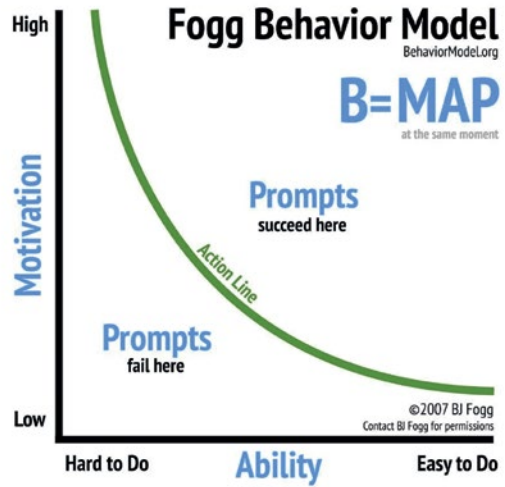 High
Fogg Behavior Model
BehaviorModel.org
B=MAP
at the same moment
Motivation
Prompts
succeed here
Action Line
Prompts
fail here
Low
©2007 BJ Fogg
Contact BJ Fogg for permissions
Hard to Do
Ability
Easy to Do